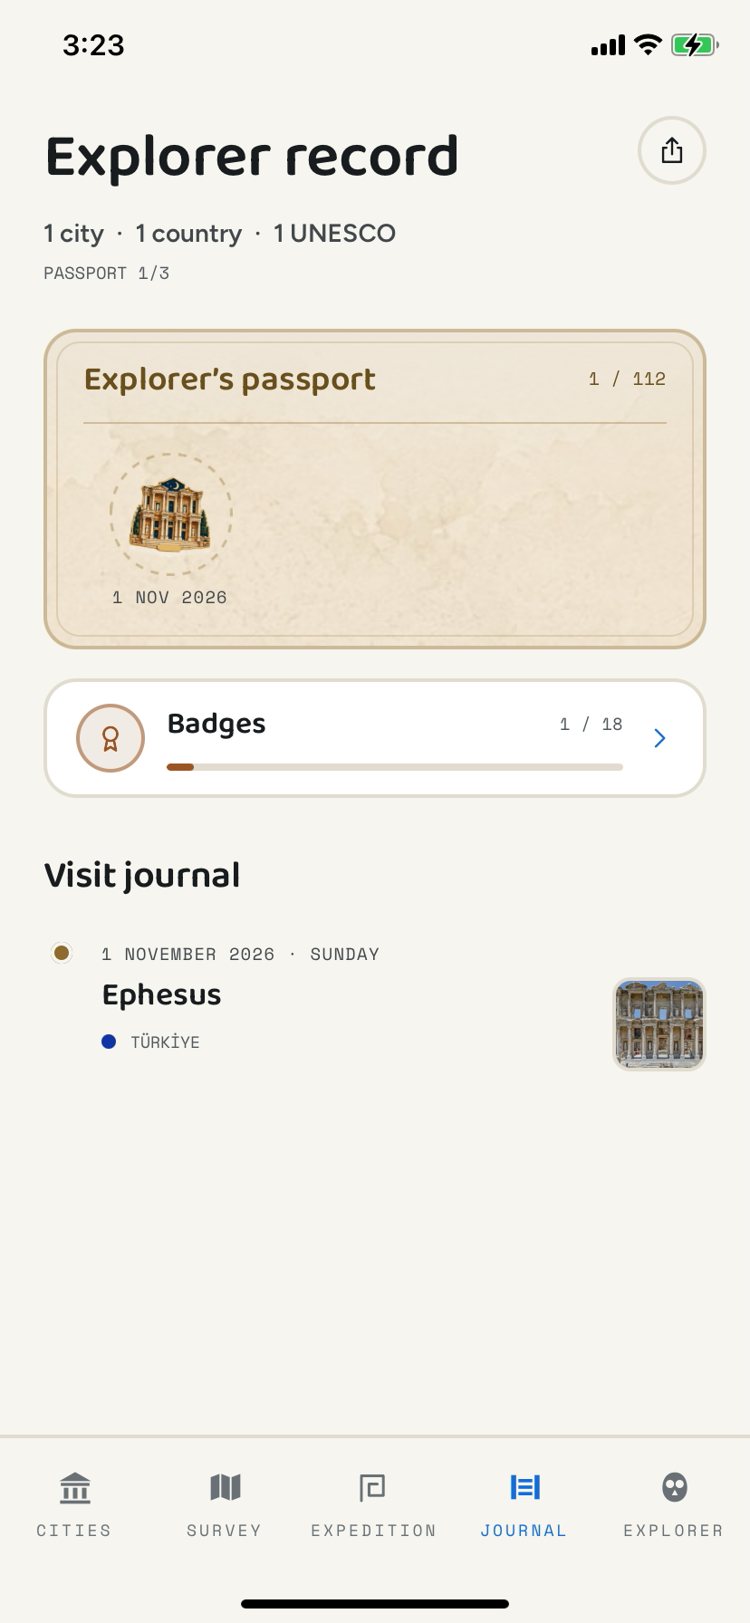 3:23
Explorer record
1 city · 1 country · 1 UNESCO
PASSPORT 1/3
Explorer's passport 1 / 112
1 NOV 2026
Badges 1 / 18
Visit journal
1 NOVEMBER 2026 · SUNDAY
Ephesus
TÜRKİYE
CITIES SURVEY EXPEDITION JOURNAL EXPLORER